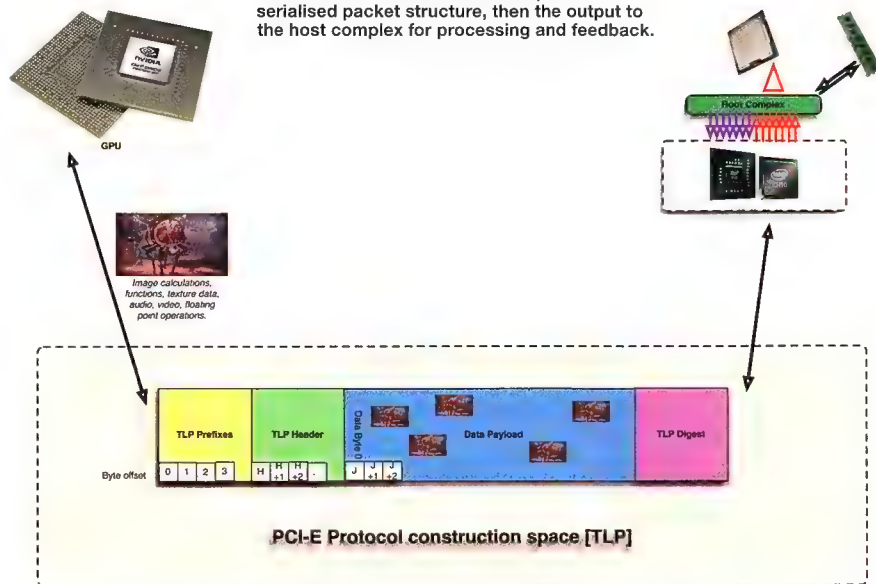 serialised packet structure, then the output to
the host complex for processing and feedback.
NVIDIA
GPU
Root Complex
Image calculations,
functions, texture data,
audio, video, floating
point operations.
TLP Prefixes
TLP Header
Data Byte 0
Data Payload
TLP Digest
Byte offset
0 1 2 3
H H+1 H+2 .
J J+1 J+2
PCI-E Protocol construction space [TLP]